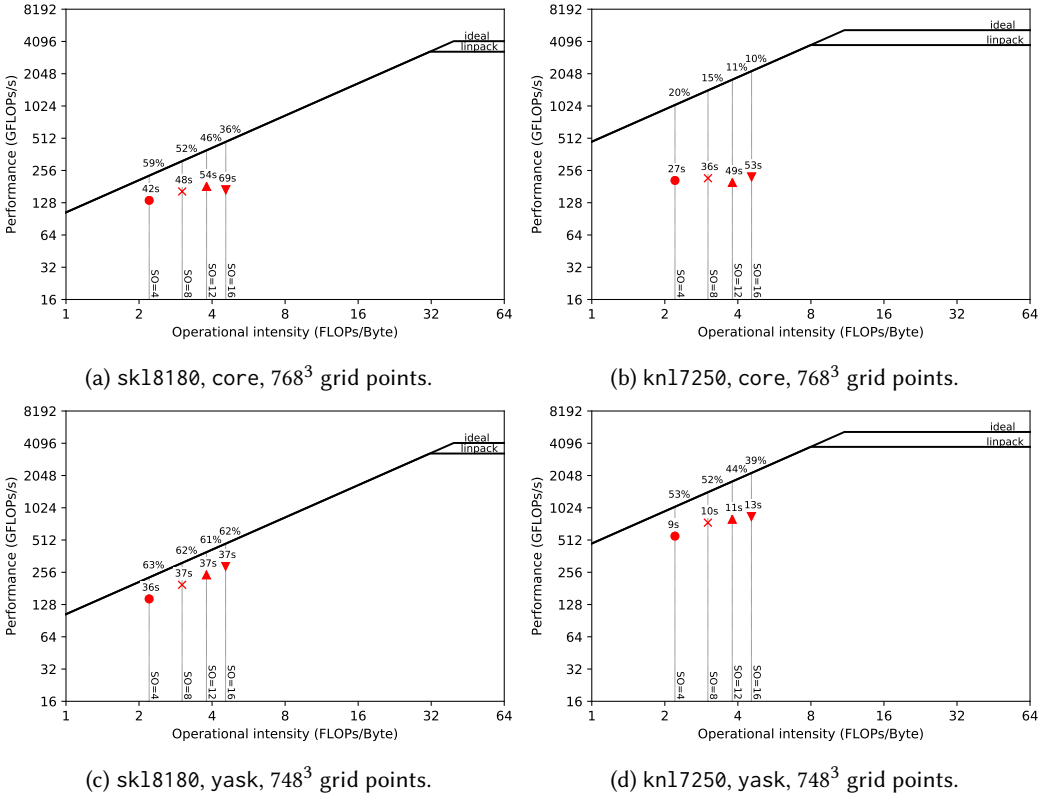 8192
4096
2048
1024
512
256
128
64
32
16
Performance (GFLOPs/s)
ideal
linpack
59%
52%
46%
36%
42s
48s
54s
69s
SO=4
SO=8
SO=12
SO=16
1 2 4 8 16 32 64
Operational intensity (FLOPs/Byte)
(a) skl8180, core, 768³ grid points.
8192
4096
2048
1024
512
256
128
64
32
16
Performance (GFLOPs/s)
ideal
linpack
20%
15%
11%
10%
27s
36s
49s
53s
SO=4
SO=8
SO=12
SO=16
1 2 4 8 16 32 64
Operational intensity (FLOPs/Byte)
(b) knl7250, core, 768³ grid points.
8192
4096
2048
1024
512
256
128
64
32
16
Performance (GFLOPs/s)
ideal
linpack
63%
62%
61%
62%
36s
37s
37s
37s
SO=4
SO=8
SO=12
SO=16
1 2 4 8 16 32 64
Operational intensity (FLOPs/Byte)
(c) skl8180, yask, 748³ grid points.
8192
4096
2048
1024
512
256
128
64
32
16
Performance (GFLOPs/s)
ideal
linpack
53%
52%
44%
39%
9s
10s
11s
13s
SO=4
SO=8
SO=12
SO=16
1 2 4 8 16 32 64
Operational intensity (FLOPs/Byte)
(d) knl7250, yask, 748³ grid points.